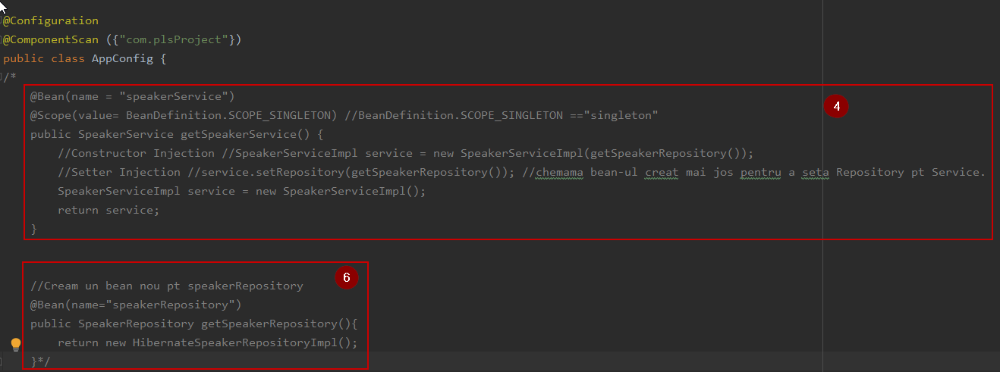 @Configuration
@ComponentScan ({"com.plsProject"})
public class AppConfig {
/*
@Bean(name = "speakerService")
@Scope(value= BeanDefinition.SCOPE_SINGLETON) //BeanDefinition.SCOPE_SINGLETON =="singleton"
public SpeakerService getSpeakerService() {
//Constructor Injection //SpeakerServiceImpl service = new SpeakerServiceImpl(getSpeakerRepository());
//Setter Injection //service.setRepository(getSpeakerRepository()); //chemama bean-ul creat mai jos pentru a seta Repository pt Service.
SpeakerServiceImpl service = new SpeakerServiceImpl();
return service;
}
4
//Cream un bean nou pt speakerRepository
@Bean(name="speakerRepository")
public SpeakerRepository getSpeakerRepository(){
return new HibernateSpeakerRepositoryImpl();
}*/
6